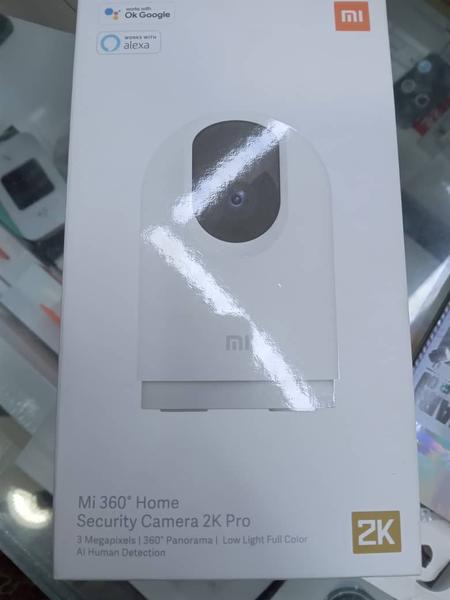 works with
Ok Google
WORKS WITH
alexa
mi
mi
Mi 360° Home
Security Camera 2K Pro
3 Megapixels | 360° Panorama | Low Light Full Color
AI Human Detection
2K